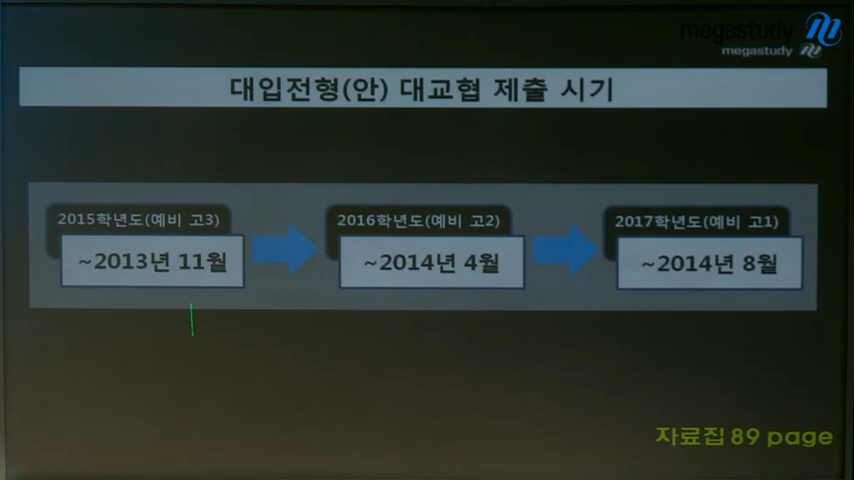 megastudy
megastudy
대입전형(안) 대교협 제출 시기
2015학년도(예비 고3)
~2013년 11월
2016학년도(예비 고2)
~2014년 4월
2017학년도(예비 고1)
~2014년 8월
자료집 89 page